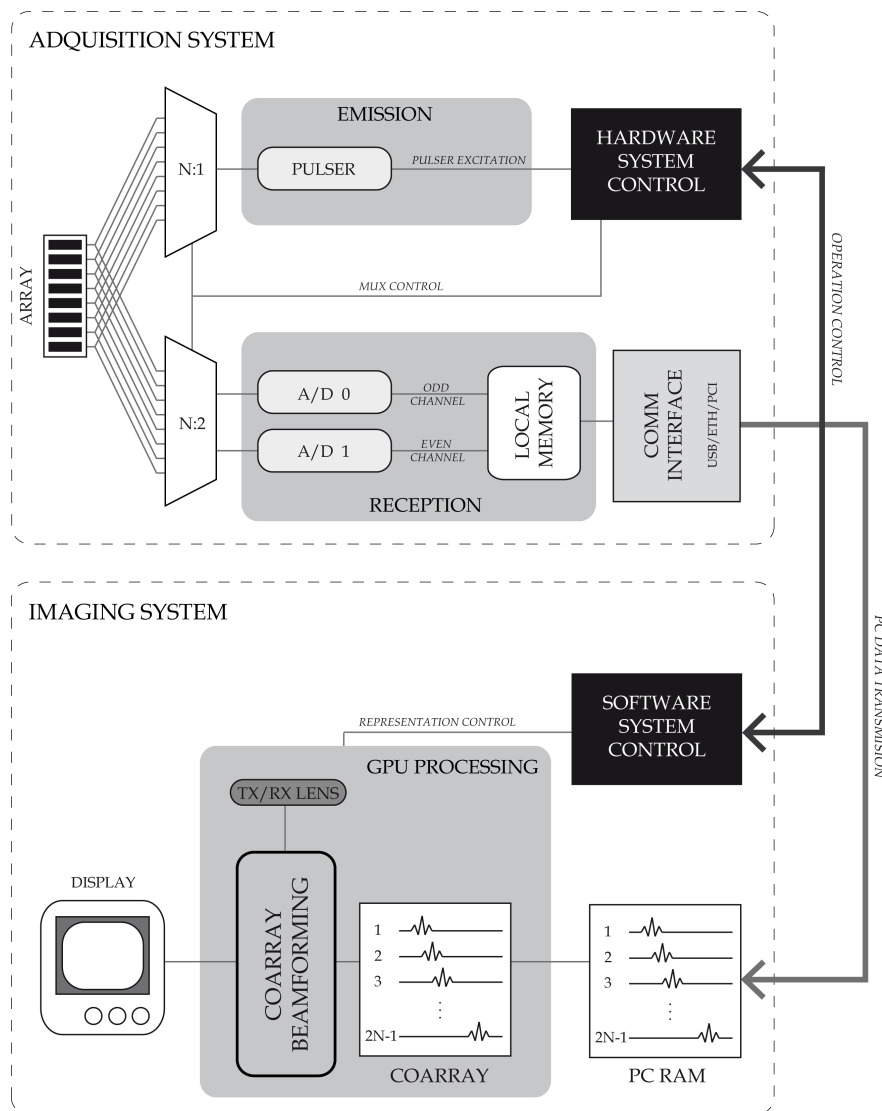 ADQUISITION SYSTEM
EMISSION
N:1
PULSER
PULSER EXCITATION
HARDWARE
SYSTEM
CONTROL
ARRAY
MUX CONTROL
OPERATION CONTROL
N:2
A/D 0
ODD
CHANNEL
A/D 1
EVEN
CHANNEL
LOCAL
MEMORY
RECEPTION
COMM
INTERFACE
USB/ETH/PCI
PC DATA TRANSMISION
IMAGING SYSTEM
REPRESENTATION CONTROL
SOFTWARE
SYSTEM
CONTROL
GPU PROCESSING
TX/RX LENS
DISPLAY
COARRAY
BEAMFORMING
1
2
3
⋮
2N-1
COARRAY
1
2
3
⋮
2N-1
PC RAM